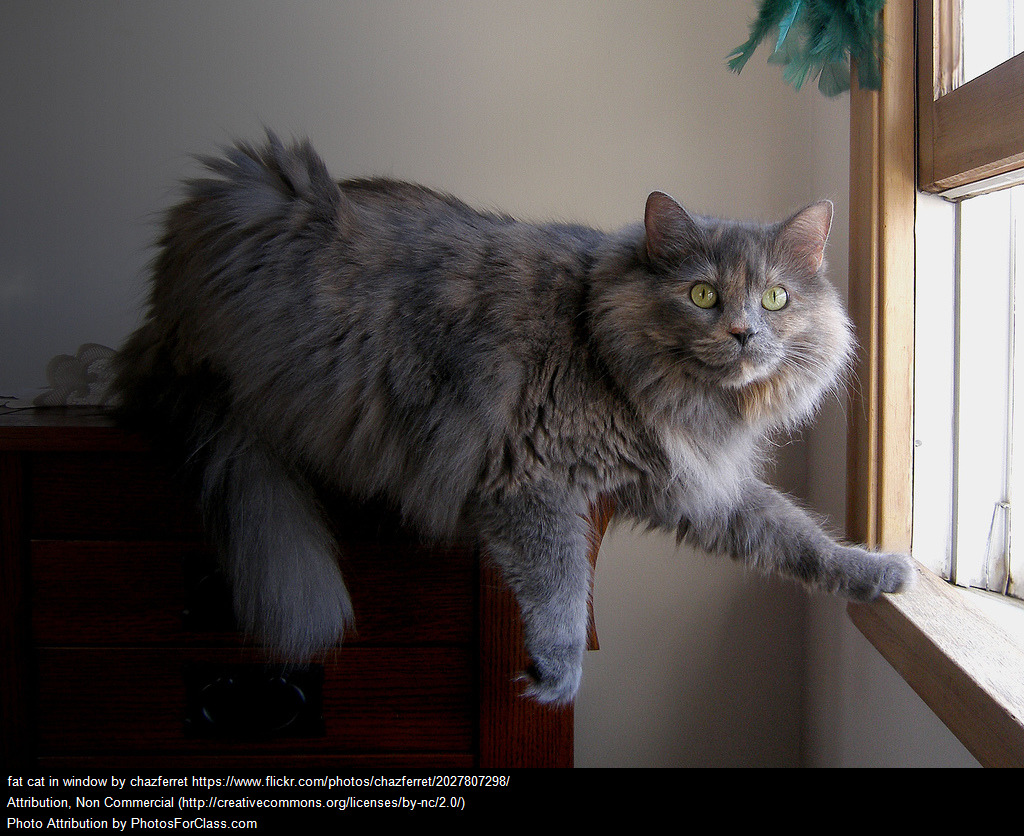 fat cat in window by chazferret https://www.flickr.com/photos/chazferret/2027807298/
Attribution, Non Commercial (http://creativecommons.org/licenses/by-nc/2.0/)
Photo Attribution by PhotosForClass.com